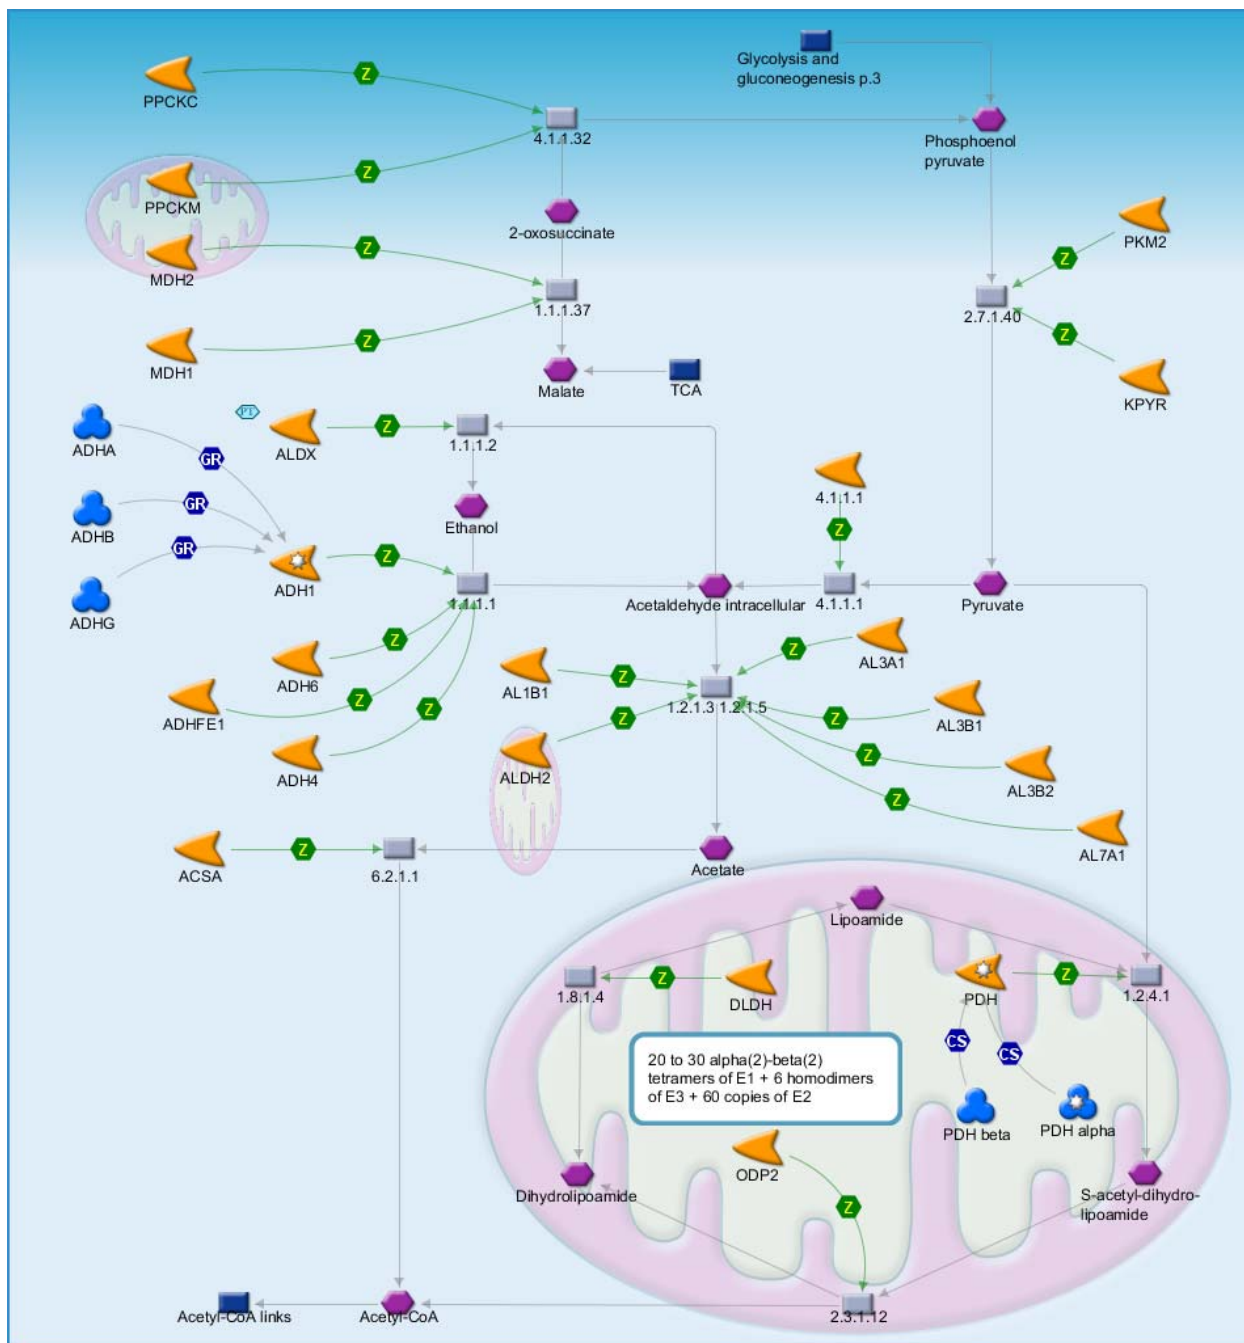 Glycolysis and
gluconeogenesis p.3
Z
PPCKC
4.1.1.32
Phosphoenol
pyruvate
Z
PPCKM
2-oxosuccinate
PKM2
Z
MDH2
Z
1.1.1.37
2.7.1.40
Z
Z
MDH1
Malate
TCA
KPYR
PT
ADHA
ALDX
Z
1.1.1.2
GR
4.1.1.1
ADHB
GR
Ethanol
Z
GR
ADH1
Z
1.1.1.1
Acetaldehyde intracellular
4.1.1.1
Pyruvate
ADHG
Z
ADH6
AL1B1
Z
Z
AL3A1
1.2.1.3 1.2.1.5
ADHFE1
Z
Z
Z
Z
AL3B1
ADH4
ALDH2
Z
AL3B2
Z
AL7A1
ACSA
Z
6.2.1.1
Acetate
Lipoamide
1.8.1.4
Z
DLDH
PDH
Z
1.2.4.1
CS
CS
20 to 30 alpha(2)-beta(2)
tetramers of E1 + 6 homodimers
of E3 + 60 copies of E2
PDH beta
PDH alpha
ODP2
Dihydrolipoamide
S-acetyl-dihydro-
lipoamide
Z
Acetyl-CoA links
Acetyl-CoA
2.3.1.12